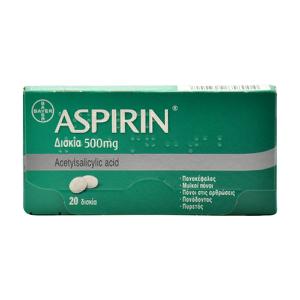 BAYER
ASPIRIN®
Δισκία 500mg
Acetylsalicylic acid
20 δισκία
• Πονοκέφαλος
• Μυϊκοί πόνοι
• Πόνοι στις αρθρώσεις
• Πονόδοντος
• Πυρετός